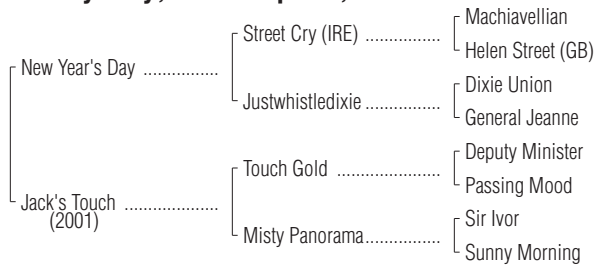 Machiavellian
Street Cry (IRE) ................
Helen Street (GB)
New Year's Day ................
Dixie Union
Justwhistledixie ................
General Jeanne
Deputy Minister
Touch Gold ................
Passing Mood
Jack's Touch ....................
(2001)
Sir Ivor
Misty Panorama................
Sunny Morning